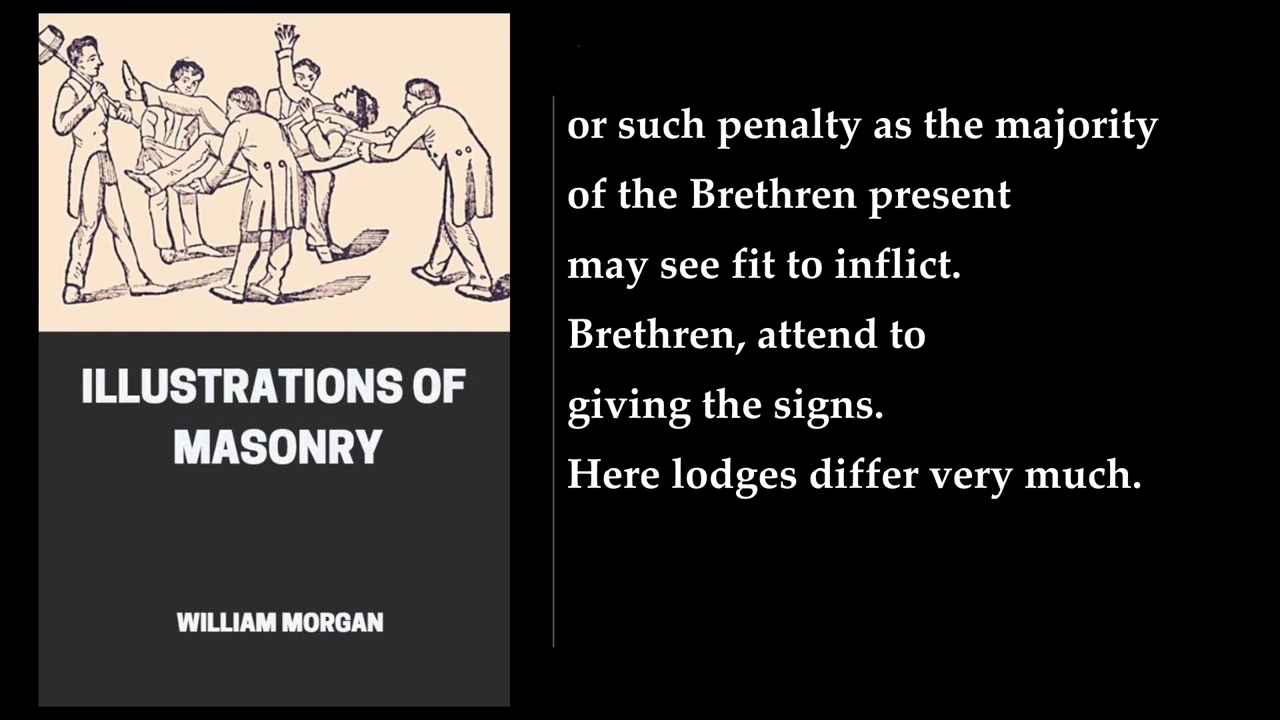 ILLUSTRATIONS OF
MASONRY
WILLIAM MORGAN
or such penalty as the majority
of the Brethren present
may see fit to inflict.
Brethren, attend to
giving the signs.
Here lodges differ very much.